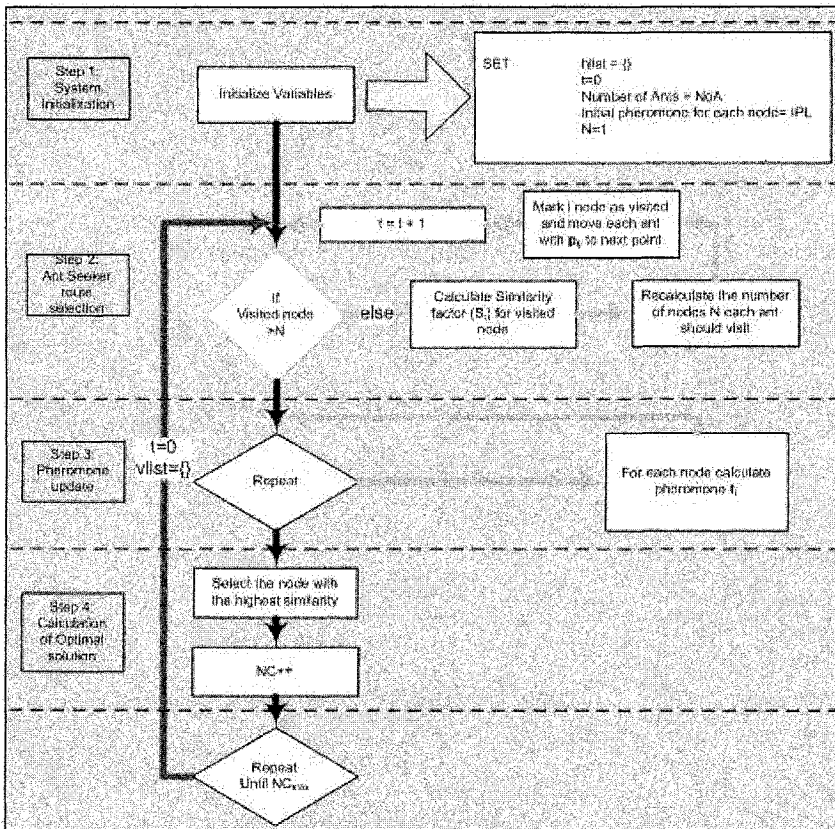 Step 1:
System
Initialization
Initialize Variables
SET
hlist = {}
t=0
Number of Ants = NoA
Initial pheromone for each node= IPL
N=1
Step 2:
Ant Seeker
route
selection
t = t + 1
Mark i node as visited
and move each ant
with to next point
If
Visited node
>N
else
Calculate Similarity
factor (S) for visited
node
Recalculate the number
of nodes N each ant
should visit
Step 3:
Pheromone
update
t=0
vlist={}
Repeat
For each node calculate
pheromone
Step 4:
Calculation
of Optimal
solution
Select the node with
the highest similarity
NC++
Repeat
Until NCmax